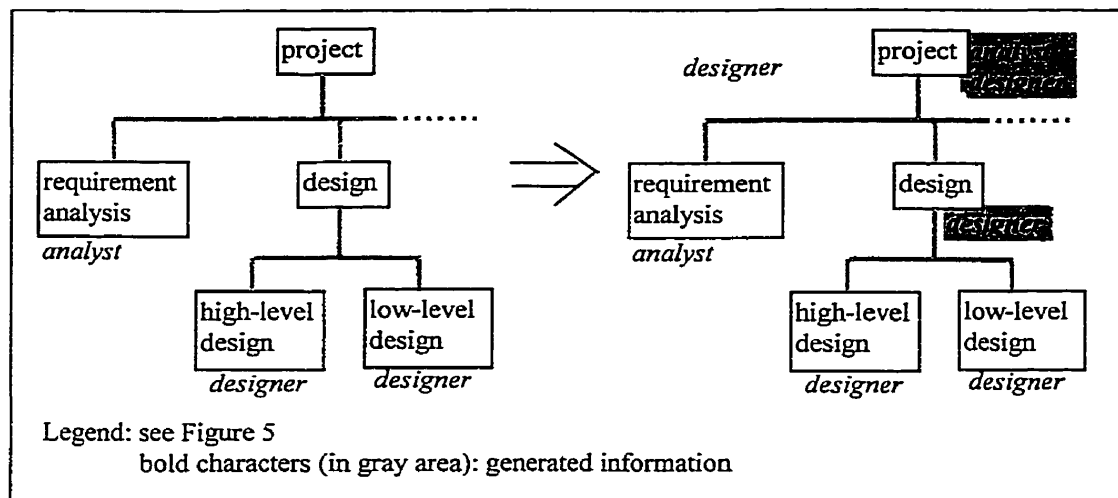 project
requirement
analysis
analyst
design
high-level
design
designer
low-level
design
designer
designer
project
analyst
designer
requirement
analysis
analyst
design
designer
high-level
design
designer
low-level
design
designer
Legend: see Figure 5
bold characters (in gray area): generated information